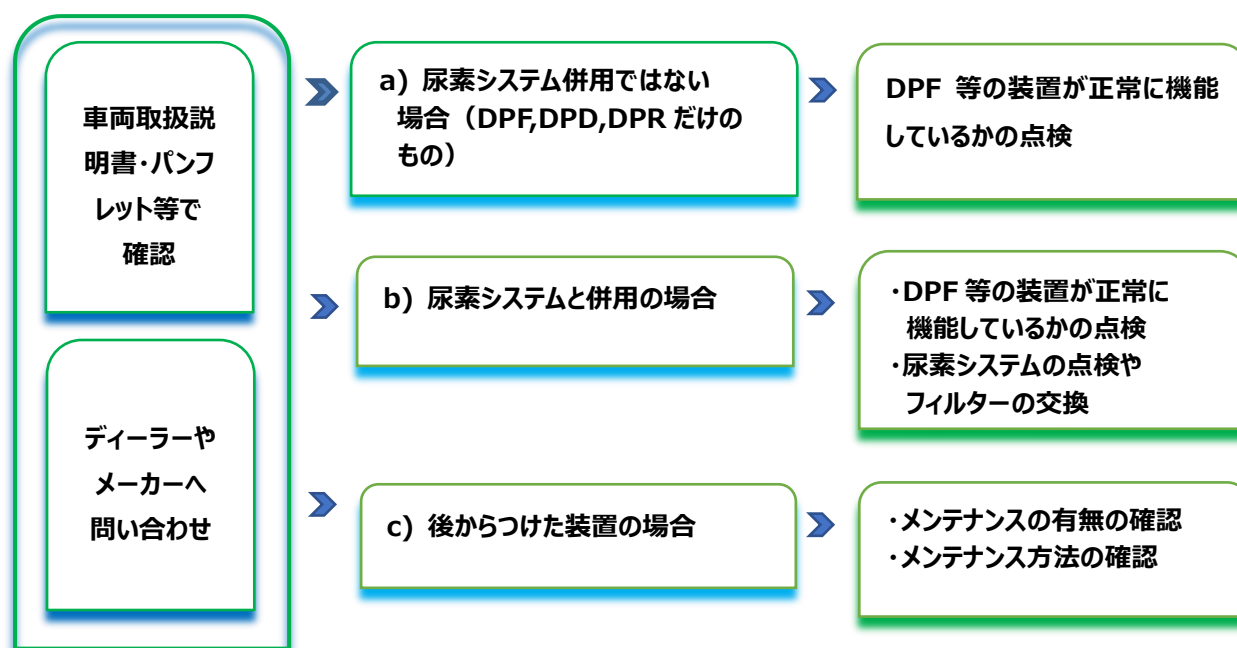 車両取扱説
明書・パンフ
レット等で
確認
ディーラーや
メーカーへ
問い合わせ
a) 尿素システム併用ではない
場合（DPF,DPD,DPR だけの
もの）
DPF 等の装置が正常に機能
しているかの点検
b) 尿素システムと併用の場合
・DPF 等の装置が正常に
機能しているかの点検
・尿素システムの点検や
フィルターの交換
c) 後からつけた装置の場合
・メンテナンスの有無の確認
・メンテナンス方法の確認